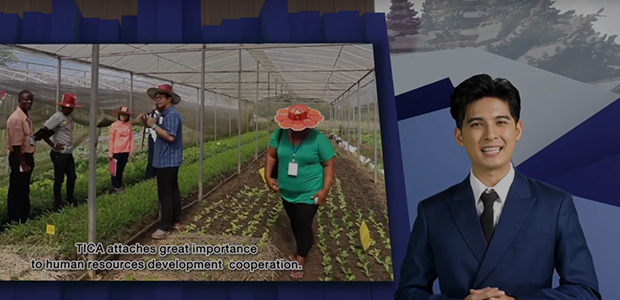 TICA attaches great importance
to human resources development cooperation.